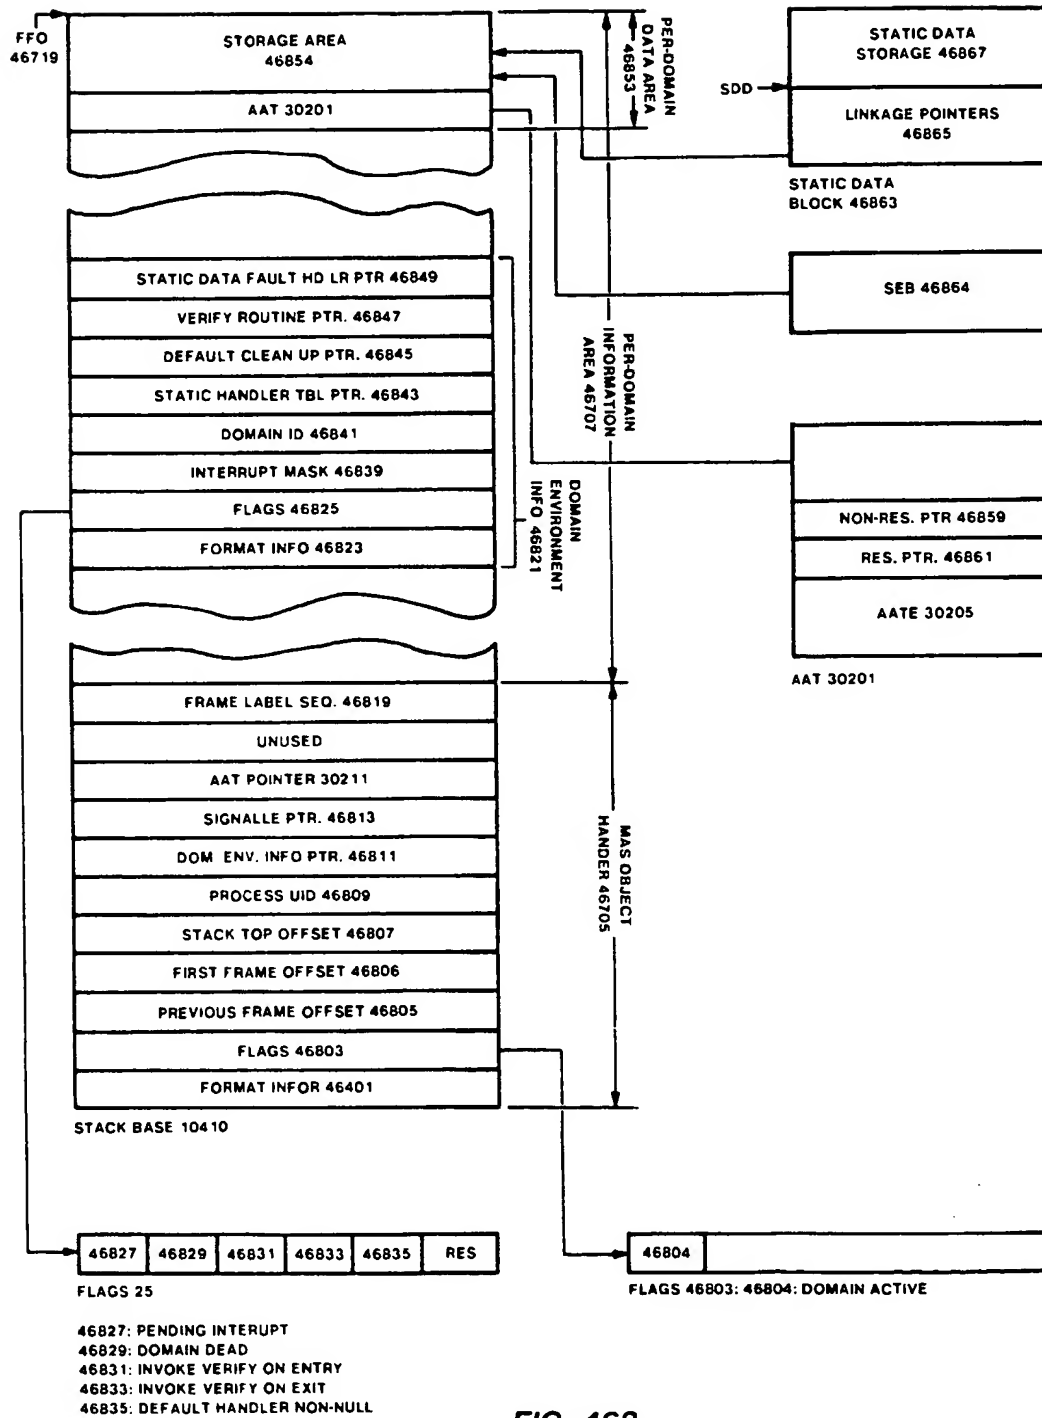 FFO
46719
STORAGE AREA
46854
AAT 30201
PER-DOMAIN
DATA AREA
46853
STATIC DATA
STORAGE 46867
SDD
LINKAGE POINTERS
46865
STATIC DATA
BLOCK 46863
STATIC DATA FAULT HD LR PTR 46849
VERIFY ROUTINE PTR. 46847
DEFAULT CLEAN UP PTR. 46845
STATIC HANDLER TBL PTR. 46843
DOMAIN ID 46841
INTERRUPT MASK 46839
FLAGS 46825
FORMAT INFO 46823
DOMAIN
ENVIRONMENT
INFO 46821
PER-DOMAIN
INFORMATION
AREA 46707
SEB 46864
NON-RES. PTR 46859
RES. PTR. 46861
AATE 30205
AAT 30201
FRAME LABEL SEQ. 46819
UNUSED
AAT POINTER 30211
SIGNALLE PTR. 46813
DOM ENV. INFO PTR. 46811
PROCESS UID 46809
STACK TOP OFFSET 46807
FIRST FRAME OFFSET 46806
PREVIOUS FRAME OFFSET 46805
FLAGS 46803
FORMAT INFOR 46401
STACK BASE 10410
MAS OBJECT
HANDER 46705
46827 46829 46831 46833 46835 RES
FLAGS 25
46804
FLAGS 46803: 46804: DOMAIN ACTIVE
46827: PENDING INTERUPT
46829: DOMAIN DEAD
46831: INVOKE VERIFY ON ENTRY
46833: INVOKE VERIFY ON EXIT
46835: DEFAULT HANDLER NON-NULL
FIG. 468